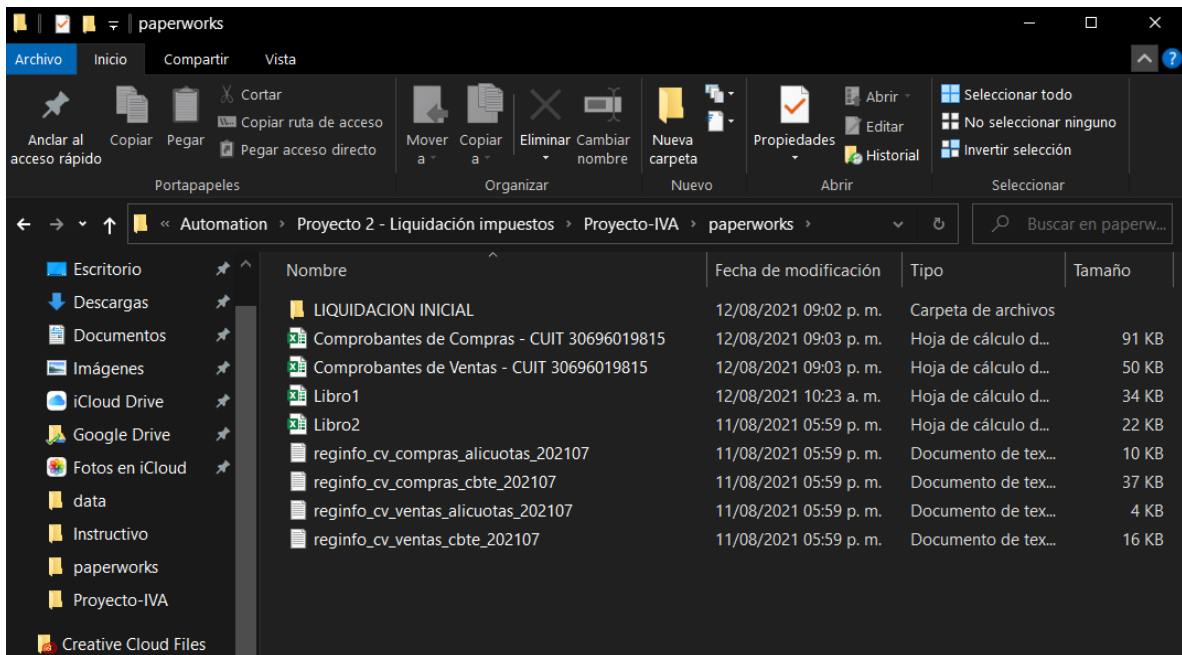 paperworks
Archivo Inicio Compartir Vista
Anclar al acceso rápido
Copiar
Pegar
Cortar
Copiar ruta de acceso
Pegar acceso directo
Portapapeles
Mover a
Copiar a
Eliminar
Cambiar nombre
Organizar
Nueva carpeta
Nuevo
Propiedades
Abrir
Editar
Historial
Abrir
Seleccionar todo
No seleccionar ninguno
Invertir selección
Seleccionar
« Automation › Proyecto 2 - Liquidación impuestos › Proyecto-IVA › paperworks ›
Buscar en paperw...
Escritorio
Descargas
Documentos
Imágenes
iCloud Drive
Google Drive
Fotos en iCloud
data
Instructivo
paperworks
Proyecto-IVA
Creative Cloud Files
Nombre Fecha de modificación Tipo Tamaño
LIQUIDACION INICIAL 12/08/2021 09:02 p. m. Carpeta de archivos
Comprobantes de Compras - CUIT 30696019815 12/08/2021 09:03 p. m. Hoja de cálculo d... 91 KB
Comprobantes de Ventas - CUIT 30696019815 12/08/2021 09:03 p. m. Hoja de cálculo d... 50 KB
Libro1 12/08/2021 10:23 a. m. Hoja de cálculo d... 34 KB
Libro2 11/08/2021 05:59 p. m. Hoja de cálculo d... 22 KB
reginfo_cv_compras_alicuotas_202107 11/08/2021 05:59 p. m. Documento de tex... 10 KB
reginfo_cv_compras_cbte_202107 11/08/2021 05:59 p. m. Documento de tex... 37 KB
reginfo_cv_ventas_alicuotas_202107 11/08/2021 05:59 p. m. Documento de tex... 4 KB
reginfo_cv_ventas_cbte_202107 11/08/2021 05:59 p. m. Documento de tex... 16 KB